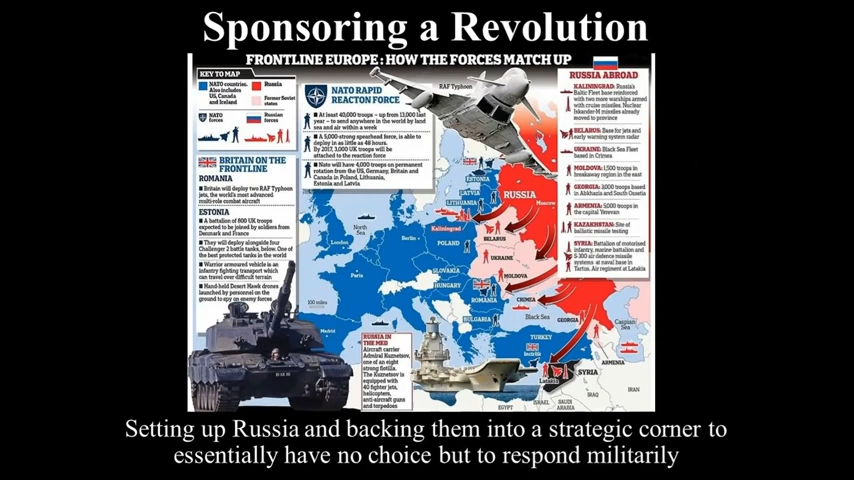 Sponsoring a Revolution
FRONTLINE EUROPE: HOW THE FORCES MATCH UP
KEY TO MAP
NATO countries.
Also includes
US, Canada
and Iceland
Russia
Former Soviet
states
NATO
forces
Russian
forces
BRITAIN ON THE
FRONTLINE
ROMANIA
Britain will deploy two RAF Typhoon
jets, the world's most advanced
multi-role combat aircraft
ESTONIA
A battalion of 800 UK troops
expected to be joined by soldiers from
Denmark and France
They will deploy alongside four
Challenger 2 battle tanks, below. One of
the best protected tanks in the world
Warrior armoured vehicle is an
infantry fighting transport which
can travel over difficult terrain
Hand-held Desert Hawk drones
launched by personnel on the
ground to spy on enemy forces
NATO RAPID
REACTON FORCE
At least 40,000 troops – up from 13,000 last
year – to send anywhere in the world by land
sea and air within a week
A 5,000-strong spearhead force, is able to
deploy in as little as 48 hours.
By 2017, 3,000 UK troops will be
attached to the reaction force
Nato will have 4,000 troops on permanent
rotation from the US, Germany, Britain and
Canada in Poland, Lithuania,
Estonia and Latvia
RAF Typhoon
RUSSIA ABROAD
KALININGRAD: Russia's
Baltic Fleet base reinforced
with two more warships armed
with cruise missiles. Nuclear
Iskander-M missiles already
moved to province
BELARUS: Base for jets and
early warning system radar
UKRAINE: Black Sea Fleet
based in Crimea
MOLDOVA: 1,500 troops in
breakaway region in the east
GEORGIA: 3,000 troops based
in Abkhazia and South Ossetia
ARMENIA: 5,000 troops in
the capital Yerevan
KAZAKHSTAN: Site of
ballistic missile testing
SYRIA: Battalion of motorised
infantry, marine battalion and
S-300 air defence missile
systems at naval base in
Tartus. Air regiment at Latakia
ESTONIA
LATVIA
LITHUANIA
RUSSIA
Moscow
Kaliningrad
North
Sea
London
Berlin
POLAND
BELARUS
UKRAINE
Paris
SLOVAKIA
HUNGARY
MOLDOVA
ROMANIA
CRIMEA
100 miles
Madrid
BULGARIA
Black Sea
GEORGIA
Caspian
Sea
TURKEY
ARMENIA
Latakia
SYRIA
IRAQ
IRAN
EGYPT
ISRAEL
SAUDI
ARABIA
RUSSIA IN
THE MED
Aircraft carrier
Admiral Kuznetsov,
one of an eight
strong flotilla.
The Kuznetsov is
equipped with
40 fighter jets,
helicopters,
anti-aircraft guns
and torpedoes
Setting up Russia and backing them into a strategic corner to
essentially have no choice but to respond militarily